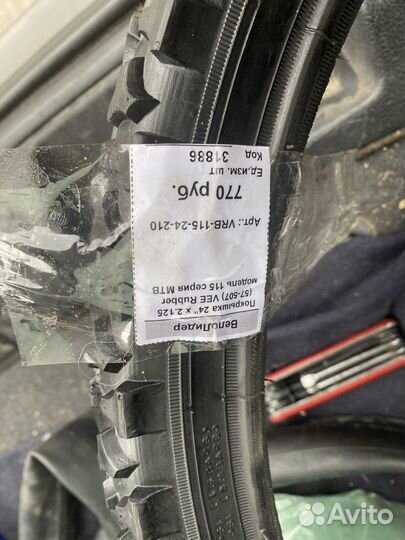 ВелоЛидер
Покрышка 24" x 2.125
(57-507) VEE Rubber
модель 115 серия МТВ
Арт.: VRB-115-24-210
770 руб.
Ед.изм. шт
Код 31886
Avito